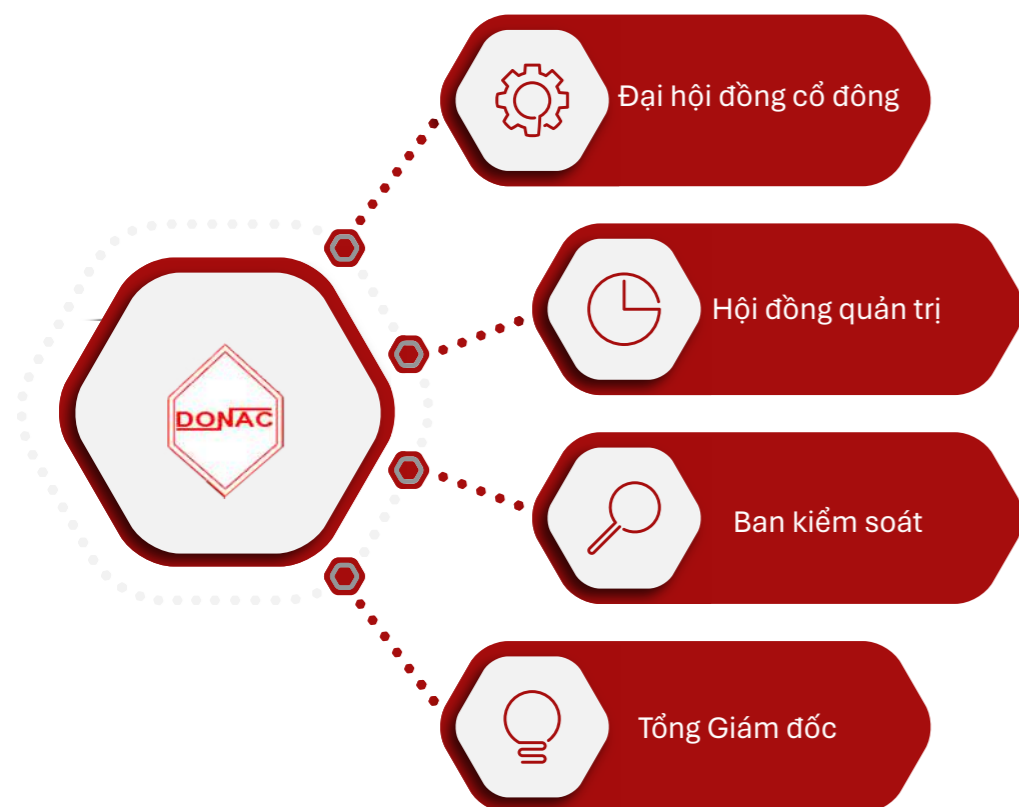 Đại hội đồng cổ đông
Hội đồng quản trị
DONAC
Ban kiểm soát
Tổng Giám đốc